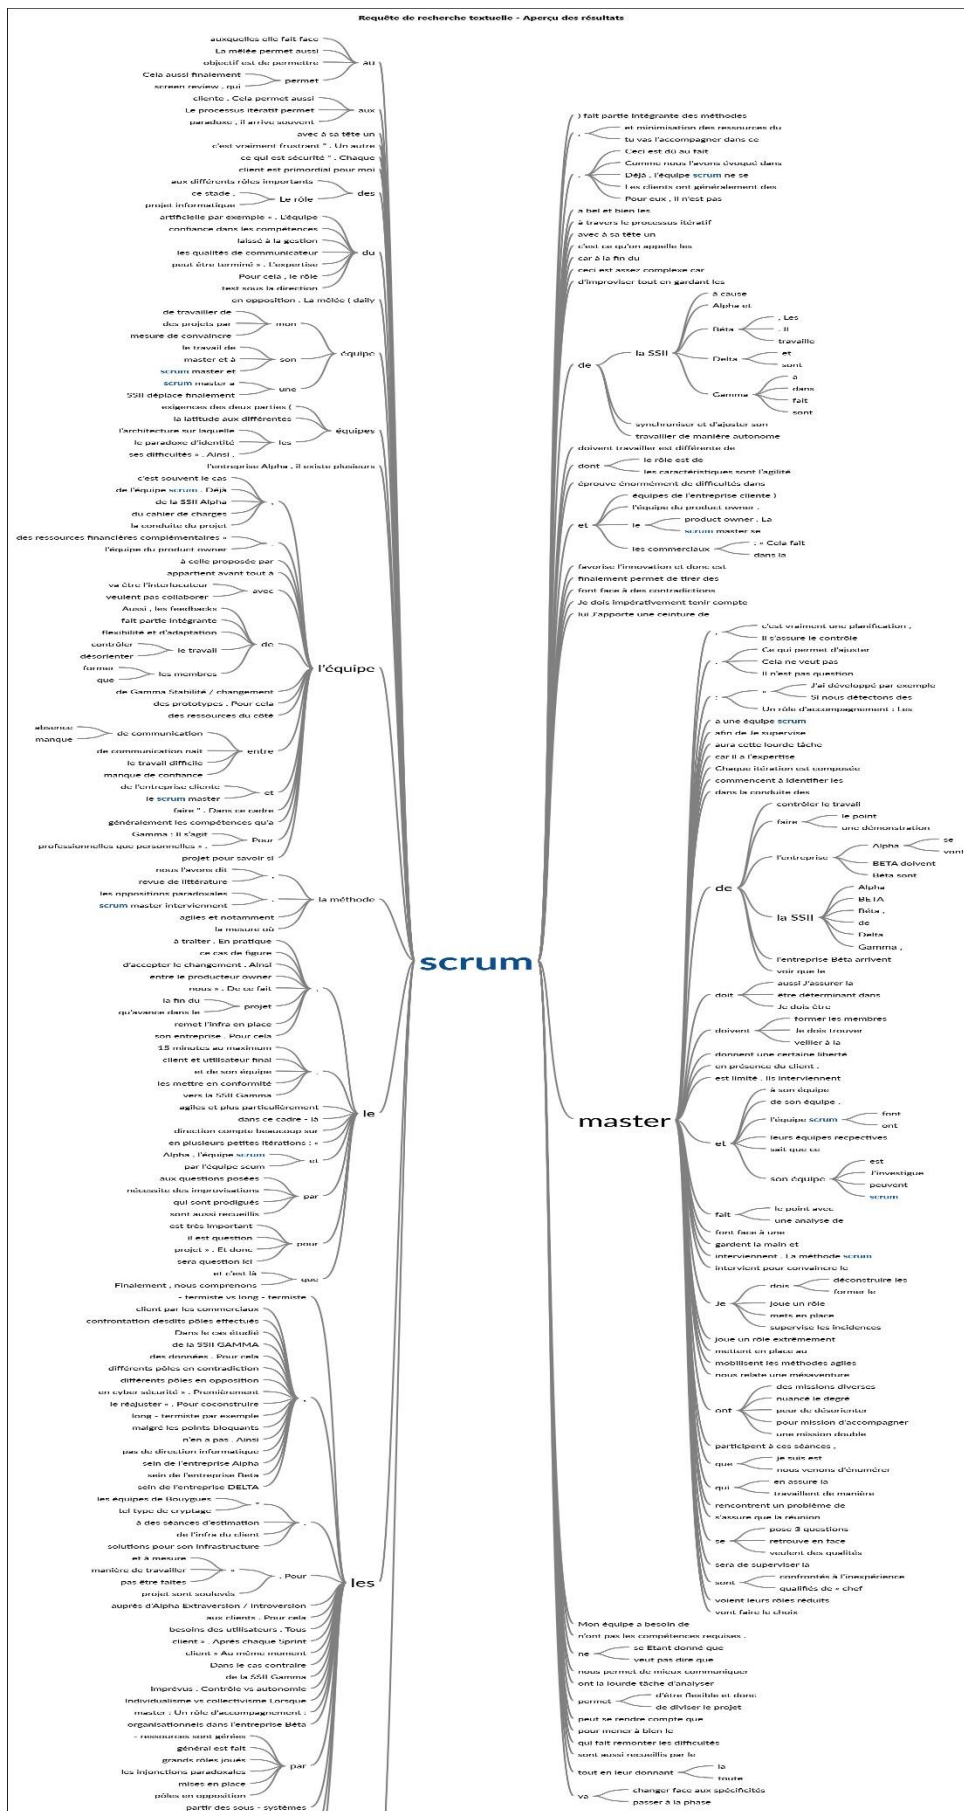 Requête de recherche textuelle - Aperçu des résultats
auxquelles elle fait face
La mêlée permet aussi
objectif est de permettre
Cela aussi finalement
screen review , qui
permet
au
cliente . Cela permet aussi
Le processus itératif permet
paradoxe , il arrive souvent
aux
avec à sa tête un
c'est vraiment frustrant " . Un autre
ce qui est sécurité " . Chaque
client est primordial pour moi
aux différents rôles importants
ce stade ,
projet informatique
Le rôle
des
artificielle par exemple « . L'équipe
confiance dans les compétences
laissé à la gestion
les qualités de communicateur
peut être terminé » . L'expertise
Pour cela , le rôle
test sous la direction
du
en opposition . La mêlée ( daily
de travailler de
des projets par
mesure de convaincre
mon
le travail de
master et à
scrum master et
son
scrum master a
SSII déplace finalement
une
équipe
exigences des deux parties (
la latitude aux différentes
l'architecture sur laquelle
le paradoxe d'identité
ses difficultés » . Ainsi ,
les
équipes
l'entreprise Alpha , il existe plusieurs
c'est souvent le cas
de l'équipe scrum . Déjà
de la SSII Alpha
du cahier de charges
la conduite du projet
,
des ressources financières complémentaires »
l'équipe du product owner
.
à celle proposée par
appartient avant tout à
va être l'interlocuteur
veulent pas collaborer
avec
Aussi , les feedbacks
fait partie intégrante
flexibilité et d'adaptation
contrôler
désorienter
le travail
former
que
les membres
de
de Gamma Stabilité / changement
des prototypes . Pour cela
des ressources du côté
absence
manque
de communication
de communication nait
le travail difficile
manque de confiance
entre
de l'entreprise cliente
le scrum master
et
faire " . Dans ce cadre
généralement les compétences qu'a
Gamma : Il s'agit
professionnelles que personnelles » ,
Pour
projet pour savoir si
l'équipe
nous l'avons dit
revue de littérature
,
les oppositions paradoxales
scrum master interviennent
.
agiles et notamment
la mesure où
la méthode
à traiter . En pratique
ce cas de figure
d'accepter le changement . Ainsi
entre le producteur owner
nous » . De ce fait
la fin du
qu'avance dans le
projet
remet l'infra en place
son entreprise . Pour cela
,
15 minutes au maximum
client et utilisateur final
et de son équipe
les mettre en conformité
vers la SSII Gamma
.
agiles et plus particulièrement
dans ce cadre - là
direction compte beaucoup sur
en plusieurs petites itérations : «
Alpha , l'équipe scrum
par l'équipe scum
et
aux questions posées
nécessite des improvisations
qui sont prodigués
sont aussi recueillis
par
est très important
il est question
projet » . Et donc
sera question ici
pour
et c'est là
Finalement , nous comprenons
que
le
- termiste vs long - termiste
client par les commerciaux
confrontation desdits pôles effectués
Dans le cas étudié
de la SSII GAMMA
des données . Pour cela
différents pôles en contradiction
différents pôles en opposition
en cyber sécurité » . Premièrement
le réajuster « . Pour coconstruire
long - termiste par exemple
malgré les points bloquants
n'en a pas . Ainsi
pas de direction informatique
sein de l'entreprise Alpha
sein de l'entreprise Beta
sein de l'entreprise DELTA
,
les équipes de Bouygues
tel type de cryptage
"
à des séances d'estimation
de l'infra du client
solutions pour son infrastructure
.
et à mesure
manière de travailler
pas être faites
»
projet sont soulevés
. Pour
auprès d'Alpha Extraversion / Introversion
aux clients . Pour cela
besoins des utilisateurs . Tous
client » . Après chaque Sprint
client » Au même moment
Dans le cas contraire
de la SSII Gamma
Imprévus . Contrôle vs autonomie
Individualisme vs collectivisme Lorsque
master : Un rôle d'accompagnement :
organisationnels dans l'entreprise Bêta
- ressources sont gérées
général est fait
grands rôles joués
les injonctions paradoxales
mises en place
pôles en opposition
par
partir des sous - systèmes
les
scrum
) fait partie intégrante des méthodes
,
et minimisation des ressources du
tu vas l'accompagner dans ce
.
Ceci est dû au fait
Comme nous l'avons évoqué dans
Déjà , l'équipe scrum ne se
Les clients ont généralement des
Pour eux , il n'est pas
a bel et bien les
à travers le processus itératif
avec à sa tête un
c'est ce qu'on appelle les
car à la fin du
ceci est assez complexe car
d'improviser tout en gardant les
de
la SSII
à cause
Alpha et
Béta
, Les
. Il
travaille
Delta
et
sont
Gamma
a
dans
fait
sont
synchroniser et d'ajuster son
travailler de manière autonome
doivent travailler est différente de
dont
le rôle est de
les caractéristiques sont l'agilité
éprouve énormément de difficultés dans
et
équipes de l'entreprise cliente )
l'équipe du product owner .
le
product owner . La
scrum master se
les commerciaux
: « Cela fait
dans la
favorise l'innovation et donc est
finalement permet de tirer des
font face à des contradictions
Je dois impérativement tenir compte
lui J'apporte une ceinture de
master
,
c'est vraiment une planification ,
Il s'assure le contrôle
.
Ce qui permet d'ajuster
Cela ne veut pas
Il n'est pas question
:
«
J'ai développé par exemple
Si nous détectons des
Un rôle d'accompagnement : Les
a une équipe scrum
afin de Je supervise
aura cette lourde tâche
car il a l'expertise
Chaque itération est composée
commencent à identifier les
dans la conduite des
de
contrôler le travail
faire
le point
une démonstration
l'entreprise
Alpha
se
vont
BETA doivent
Béta sont
la SSII
Alpha
BETA
Béta ,
de
Delta
Gamma ,
l'entreprise Bêta arrivent
voir que le
doit
aussi J'assurer la
être déterminant dans
Je dois être
doivent
former les membres
Je dois trouver
veiller à la
donnent une certaine liberté
en présence du client .
est limité . Ils interviennent
et
à son équipe
de son équipe .
l'équipe scrum
font
ont
leurs équipes repcectives
sait que ce
son équipe
est
J'investigue
peuvent
scrum
fait
le point avec
une analyse de
font face à une
gardent la main et
interviennent . La méthode scrum
intervient pour convaincre le
Je
dois
déconstruire les
former le
joue un rôle
mets en place
supervise les incidences
joue un rôle extrêmement
mettent en place au
mobilisent les méthodes agiles
nous relate une mésaventure
ont
des missions diverses
nuancé le degré
peur de désorienter
pour mission d'accompagner
une mission double
participent à ces séances ,
que
je suis est
nous venons d'énumérer
qui
en assure la
travaillent de manière
rencontrent un problème de
s'assure que la réunion
se
pose 3 questions
retrouve en face
veulent des qualités
sera de superviser la
sont
confrontés à l'inexpérience
qualifiés de « chef
voient leurs rôles réduits
vont faire le choix
Mon équipe a besoin de
n'ont pas les compétences requises .
ne
se Etant donné que
veut pas dire que
nous permet de mieux communiquer
ont la lourde tâche d'analyser
permet
d'être flexible et donc
de diviser le projet
peut se rendre compte que
pour mener à bien le
qui fait remonter les difficultés
sont aussi recueillis par le
tout en leur donnant
la
toute
va
changer face aux spécificités
passer à la phase